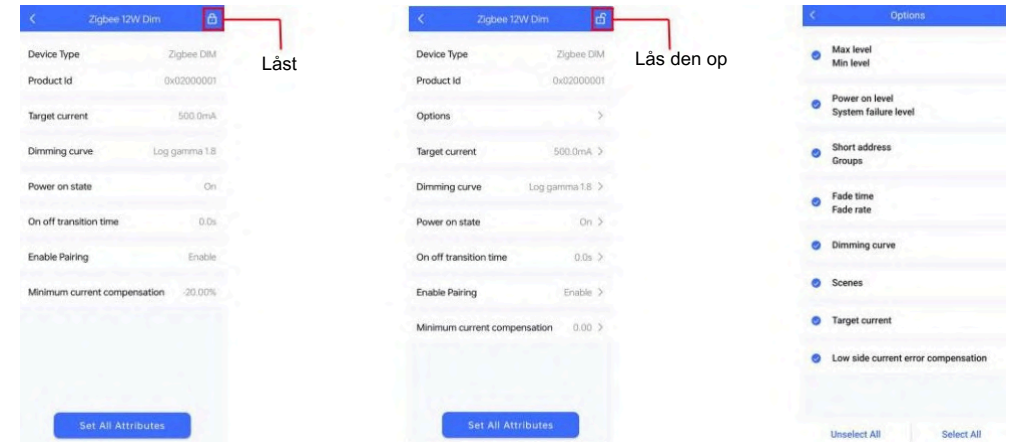 Zigbee 12W Dim
Device Type Zigbee DIM
Product Id 0x02000001
Target current 500.0mA
Dimming curve Log gamma 1.8
Power on state On
On off transition time 0.0s
Enable Pairing Enable
Minimum current compensation -20.00%
Set All Attributes
Låst
Zigbee 12W Dim
Device Type Zigbee DIM
Product Id 0x02000001
Options
Target current 500.0mA
Dimming curve Log gamma 1.8
Power on state On
On off transition time 0.0s
Enable Pairing Enable
Minimum current compensation 0.00
Set All Attributes
Lås den op
Options
Max level
Min level
Power on level
System failure level
Short address
Groups
Fade time
Fade rate
Dimming curve
Scenes
Target current
Low side current error compensation
Unselect All Select All